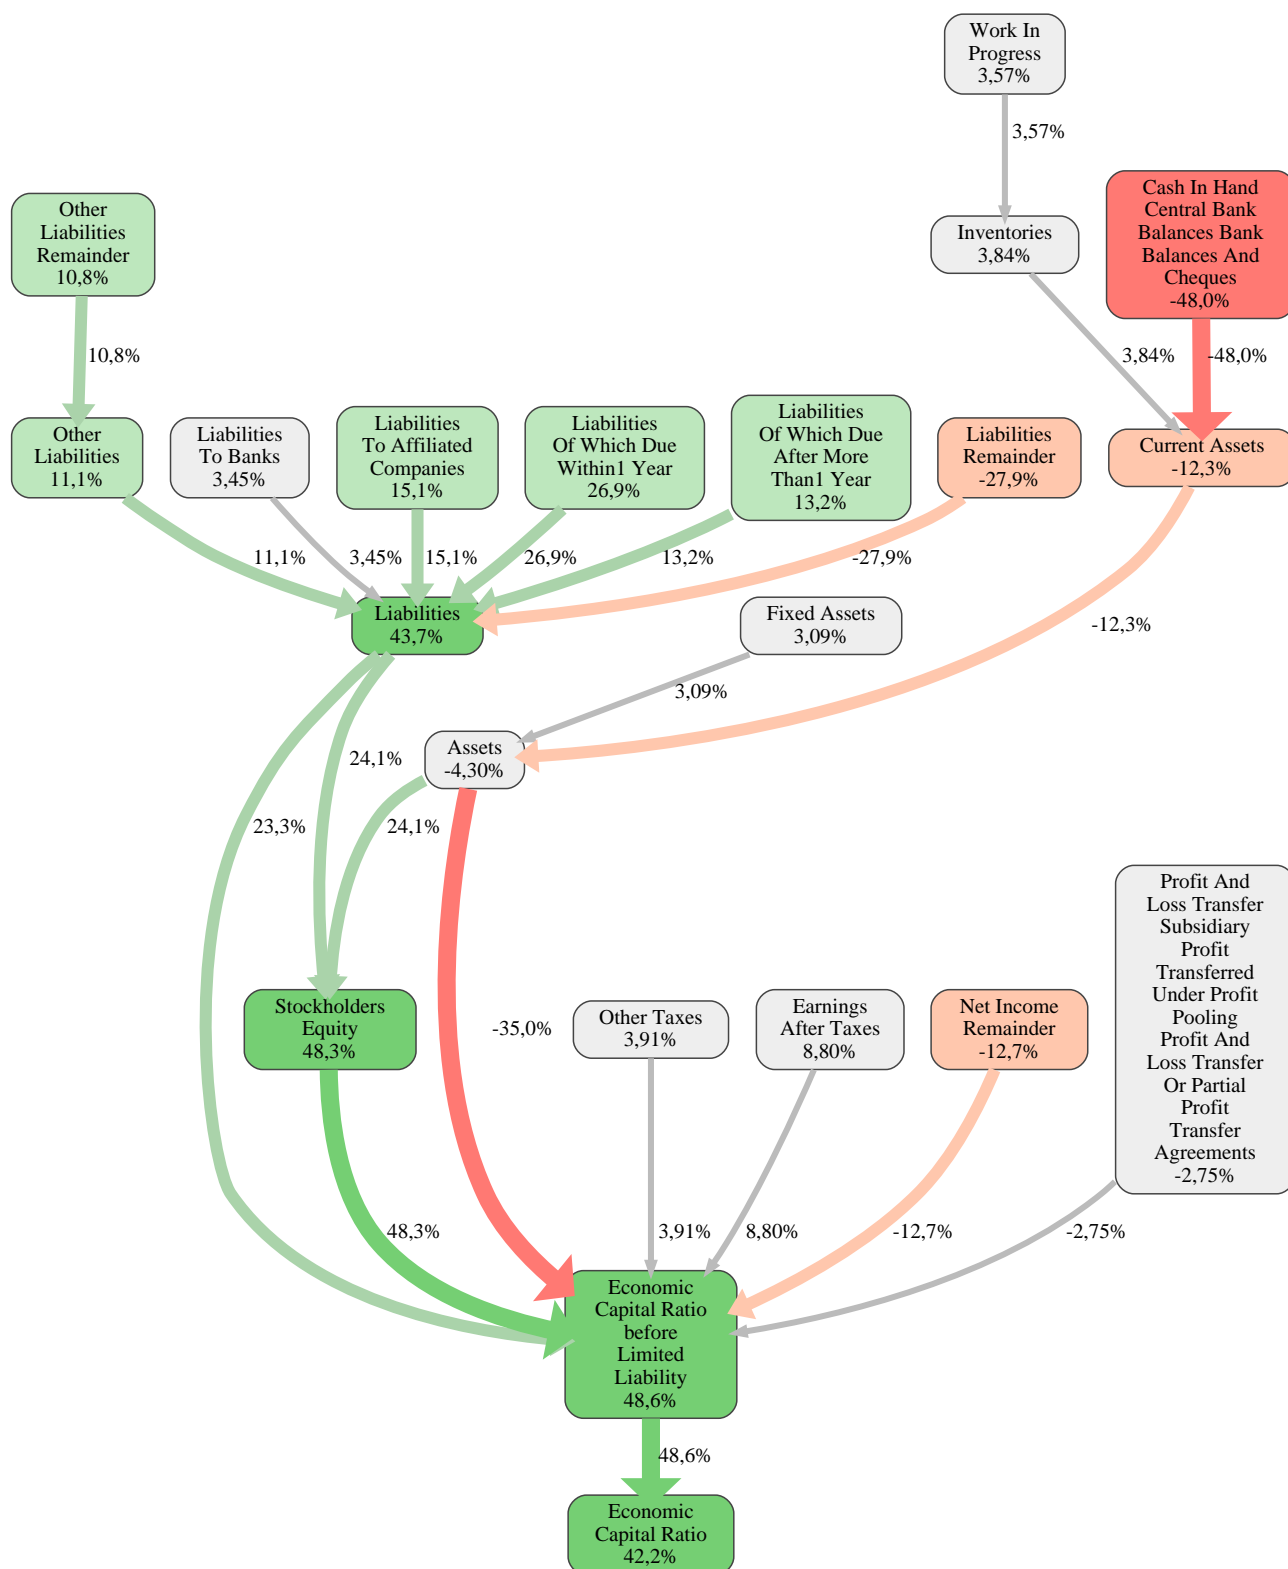 Work In
Progress
3,57%
3,57%
Cash In Hand
Central Bank
Balances Bank
Balances And
Cheques
-48,0%
Other
Liabilities
Remainder
10,8%
Inventories
3,84%
10,8%
3,84%
-48,0%
Other
Liabilities
11,1%
Liabilities
To Banks
3,45%
Liabilities
To Affiliated
Companies
15,1%
Liabilities
Of Which Due
Within1 Year
26,9%
Liabilities
Of Which Due
After More
Than1 Year
13,2%
Liabilities
Remainder
-27,9%
Current Assets
-12,3%
11,1%
3,45%
15,1%
26,9%
13,2%
-27,9%
Liabilities
43,7%
Fixed Assets
3,09%
-12,3%
3,09%
Assets
-4,30%
24,1%
23,3%
24,1%
Profit And
Loss Transfer
Subsidiary
Profit
Transferred
Under Profit
Pooling
Profit And
Loss Transfer
Or Partial
Profit
Transfer
Agreements
-2,75%
Stockholders
Equity
48,3%
-35,0%
Other Taxes
3,91%
Earnings
After Taxes
8,80%
Net Income
Remainder
-12,7%
48,3%
3,91%
8,80%
-12,7%
-2,75%
Economic
Capital Ratio
before
Limited
Liability
48,6%
48,6%
Economic
Capital Ratio
42,2%